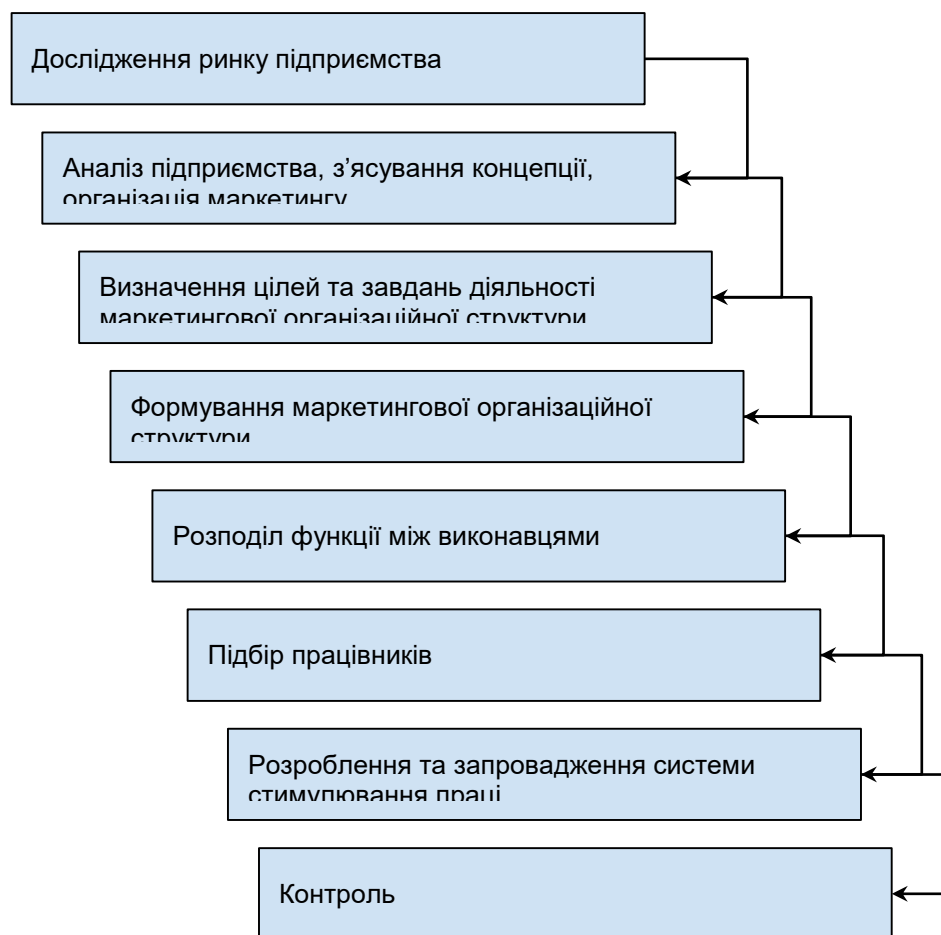 Дослідження ринку підприємства
Аналіз підприємства, з’ясування концепції,
організація маркетингу
Визначення цілей та завдань діяльності
маркетингової організаційної структури
Формування маркетингової організаційної
структури
Розподіл функції між виконавцями
Підбір працівників
Розроблення та запровадження системи
стимулювання праці
Контроль